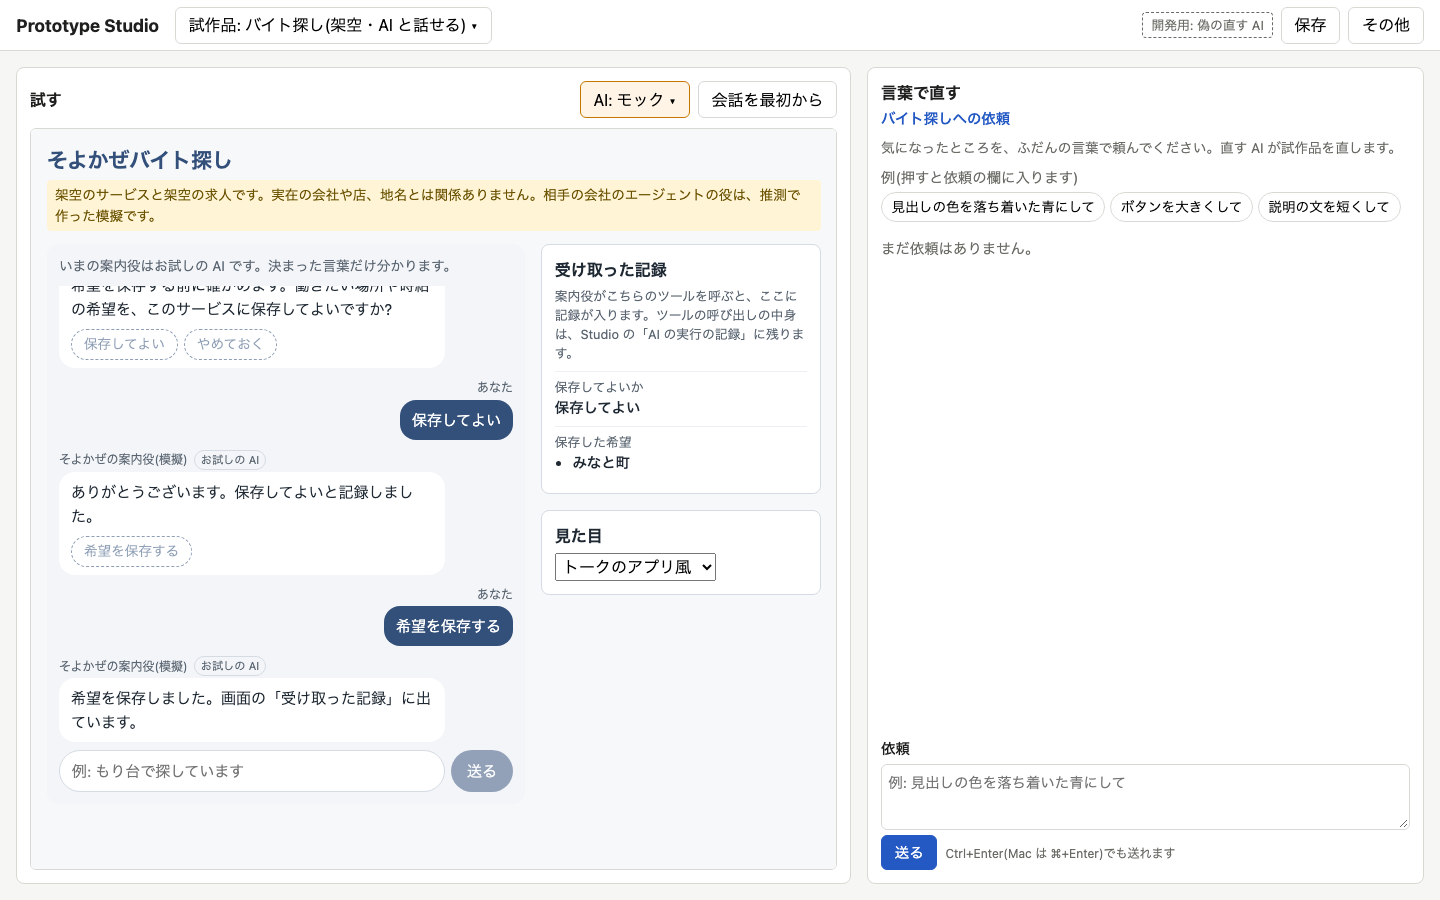 Prototype Studio
試作品: バイト探し(架空・AI と話せる) ▾
開発用: 偽の直す AI
保存
その他
試す
AI: モック ▾
会話を最初から
そよかぜバイト探し
架空のサービスと架空の求人です。実在の会社や店、地名とは関係ありません。相手の会社のエージェントの役は、推測で
作った模擬です。
いまの案内役はお試しの AI です。決まった言葉だけ分かります。
希望を保存する前に確かめます。働きたい場所や時給
の希望を、このサービスに保存してよいですか?
保存してよい
やめておく
あなた
保存してよい
そよかぜの案内役(模擬)
お試しの AI
ありがとうございます。保存してよいと記録しまし
た。
希望を保存する
あなた
希望を保存する
そよかぜの案内役(模擬)
お試しの AI
希望を保存しました。画面の「受け取った記録」に出
ています。
例: もり台で探しています
送る
受け取った記録
案内役がこちらのツールを呼ぶと、ここに
記録が入ります。ツールの呼び出しの中身
は、Studio の「AI の実行の記録」に残りま
す。
保存してよいか
保存してよい
保存した希望
• みなと町
見た目
トークのアプリ風
言葉で直す
バイト探しへの依頼
気になったところを、ふだんの言葉で頼んでください。直す AI が試作品を直します。
例(押すと依頼の欄に入ります)
見出しの色を落ち着いた青にして
ボタンを大きくして
説明の文を短くして
まだ依頼はありません。
依頼
例: 見出しの色を落ち着いた青にして
送る
Ctrl+Enter(Mac は ⌘+Enter)でも送れます